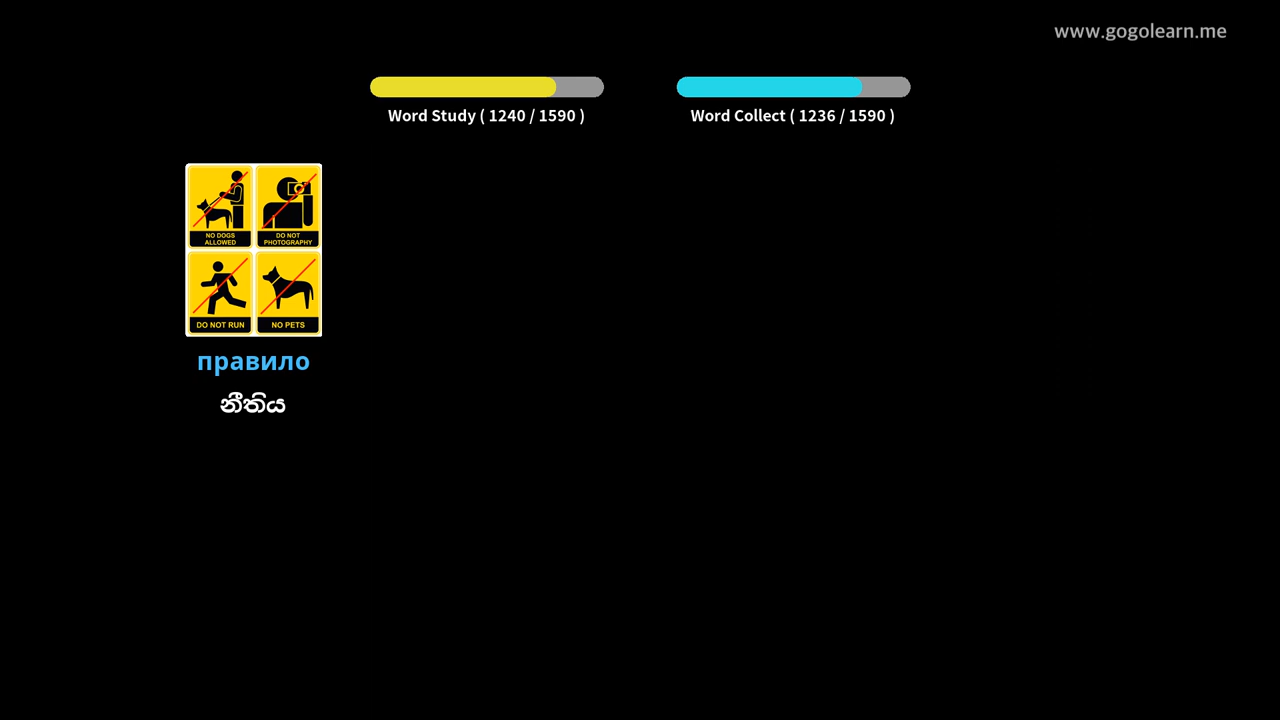 www.gogolearn.me
Word Study ( 1240 / 1590 )
Word Collect ( 1236 / 1590 )
NO DOGS
ALLOWED
DO NOT
PHOTOGRAPHY
DO NOT RUN
NO PETS
правило
නීතිය